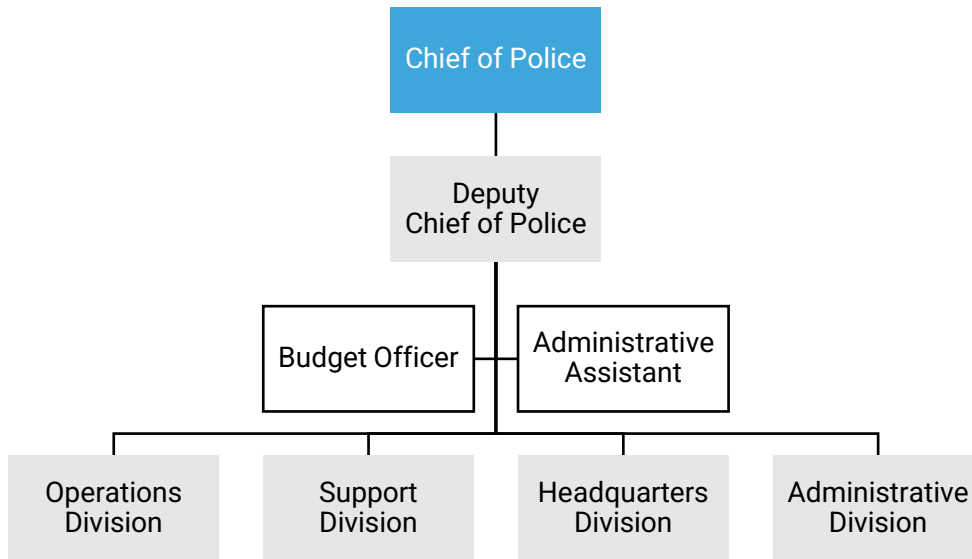 Chief of Police
Deputy
Chief of Police
Budget Officer
Administrative
Assistant
Operations
Division
Support
Division
Headquarters
Division
Administrative
Division